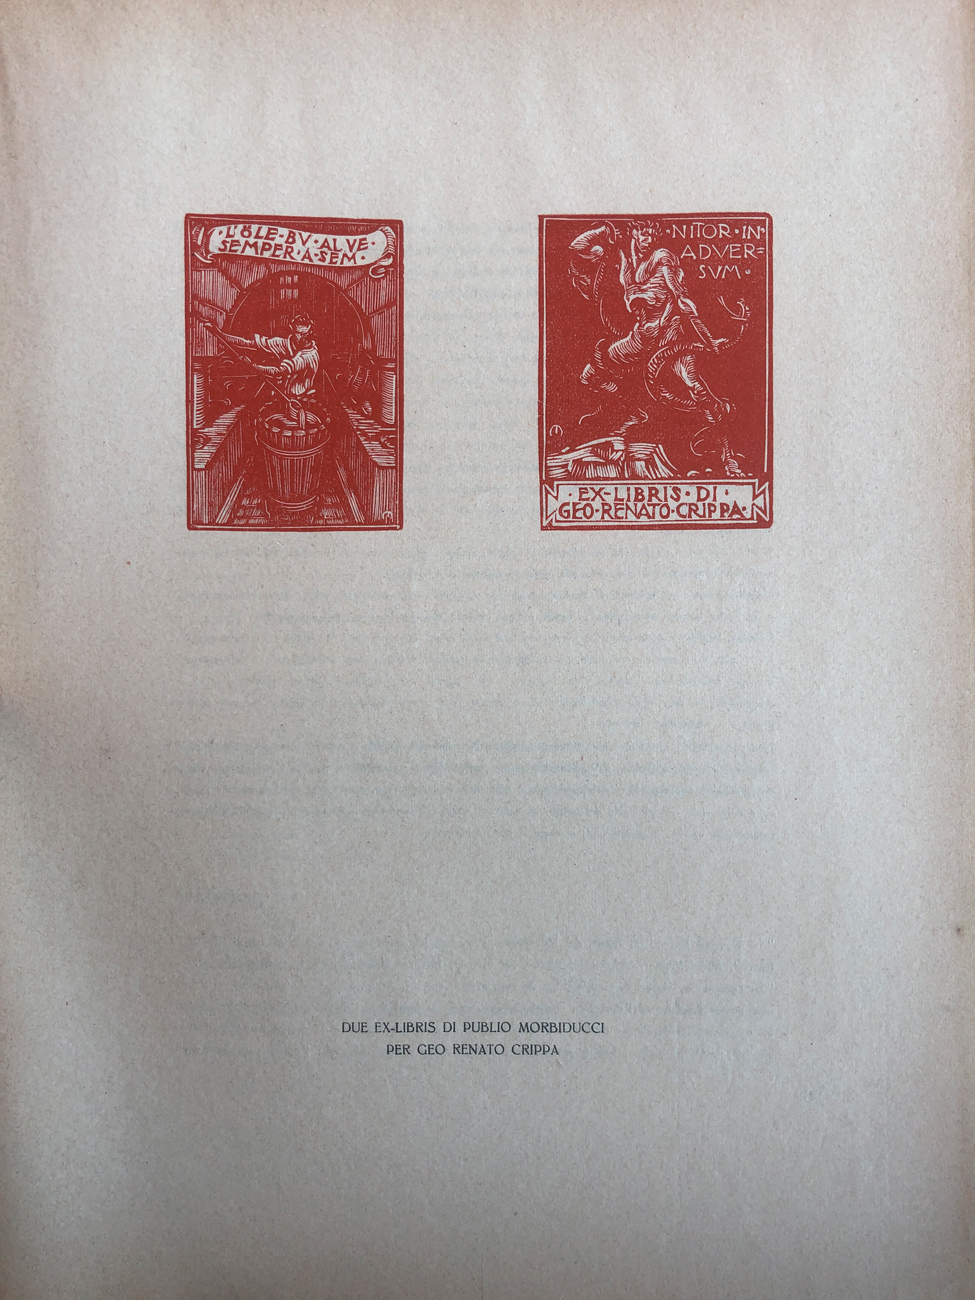 ·L'ÖLE·BV·AL VE·
SEMPER·A·SEM·
·NITOR·IN·
ADVER=
SVM·
·EX-LIBRIS·DI·
GEO·RENATO·CRIPPA·
DUE EX-LIBRIS DI PUBLIO MORBIDUCCI
PER GEO RENATO CRIPPA